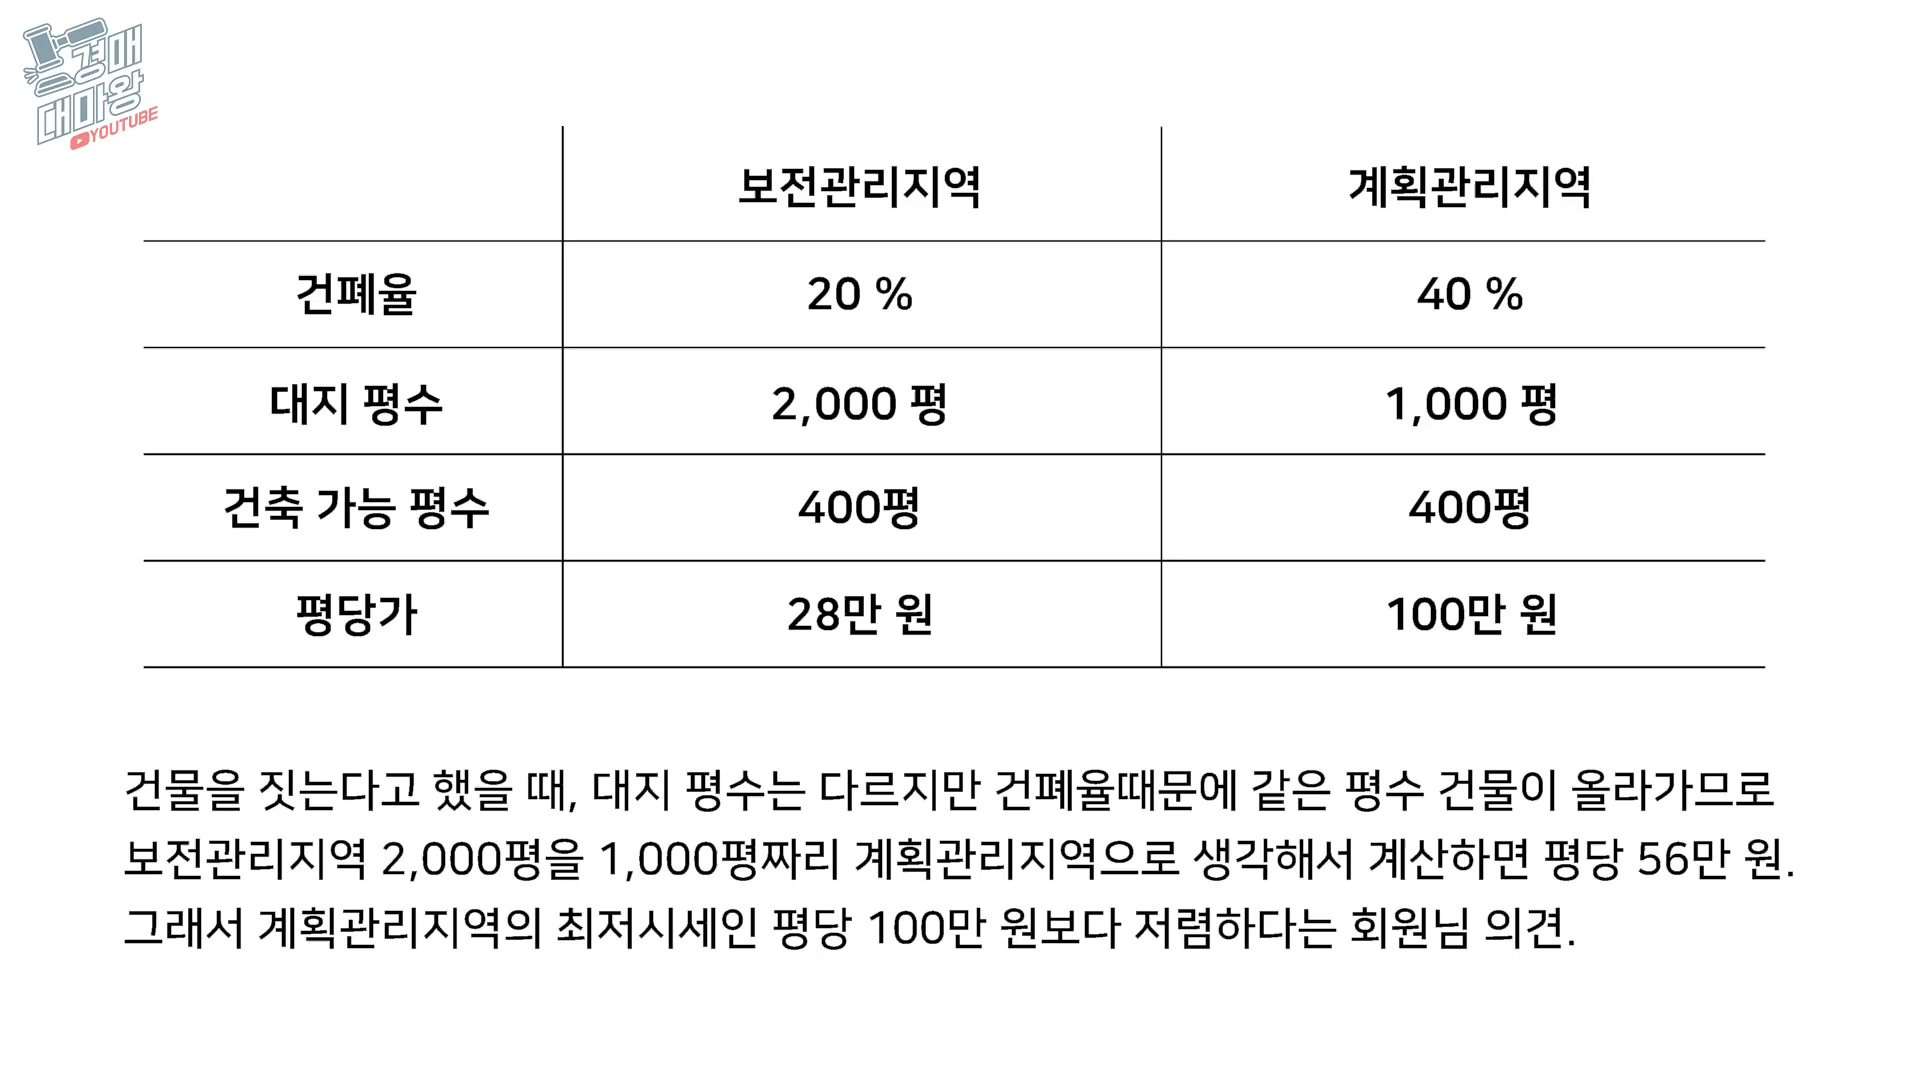 경매
대마왕
YOUTUBE
보전관리지역 계획관리지역
건폐율 20 % 40 %
대지 평수 2,000 평 1,000 평
건축 가능 평수 400평 400평
평당가 28만 원 100만 원
건물을 짓는다고 했을 때, 대지 평수는 다르지만 건폐율때문에 같은 평수 건물이 올라가므로
보전관리지역 2,000평을 1,000평짜리 계획관리지역으로 생각해서 계산하면 평당 56만 원.
그래서 계획관리지역의 최저시세인 평당 100만 원보다 저렴하다는 회원님 의견.